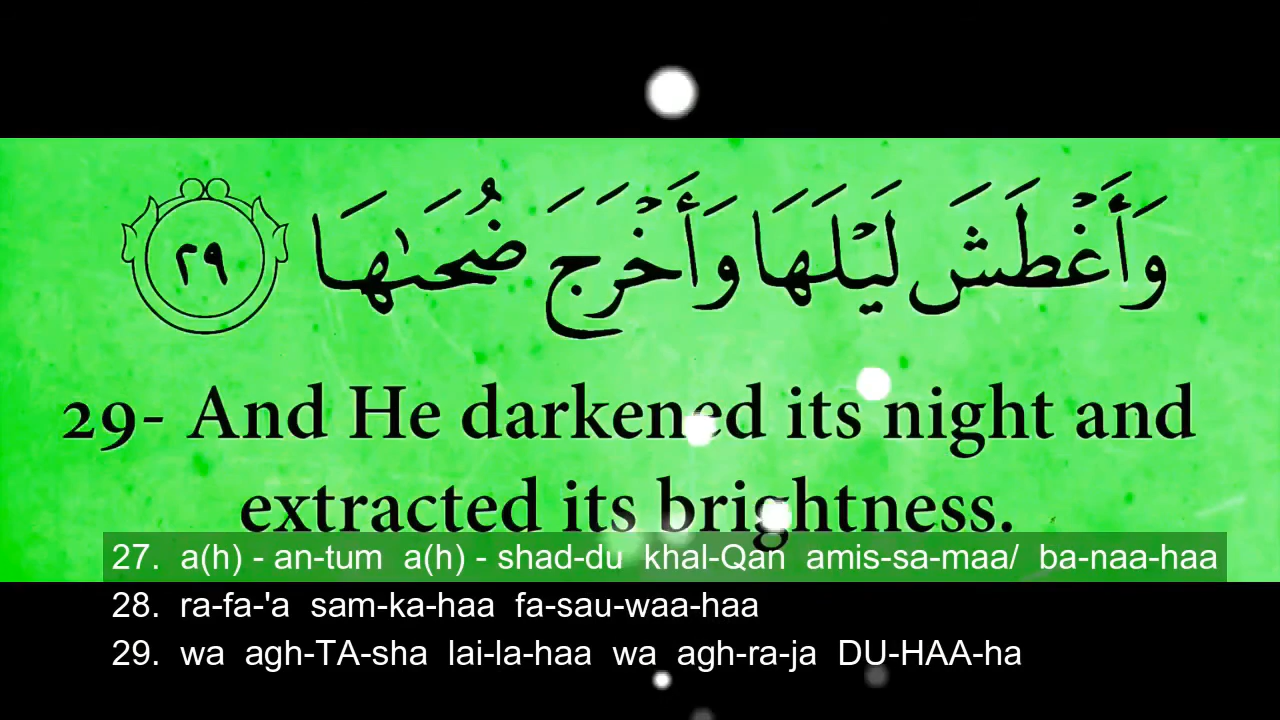 وَأَغْطَشَ لَيْلَهَا وَأَخْرَجَ ضُحَىٰهَا ٢٩
29- And He darkened its night and
extracted its brightness.
27. a(h) - an-tum a(h) - shad-du khal-Qan amis-sa-maa/ ba-naa-haa
28. ra-fa-'a sam-ka-haa fa-sau-waa-haa
29. wa agh-TA-sha lai-la-haa wa agh-ra-ja DU-HAA-ha